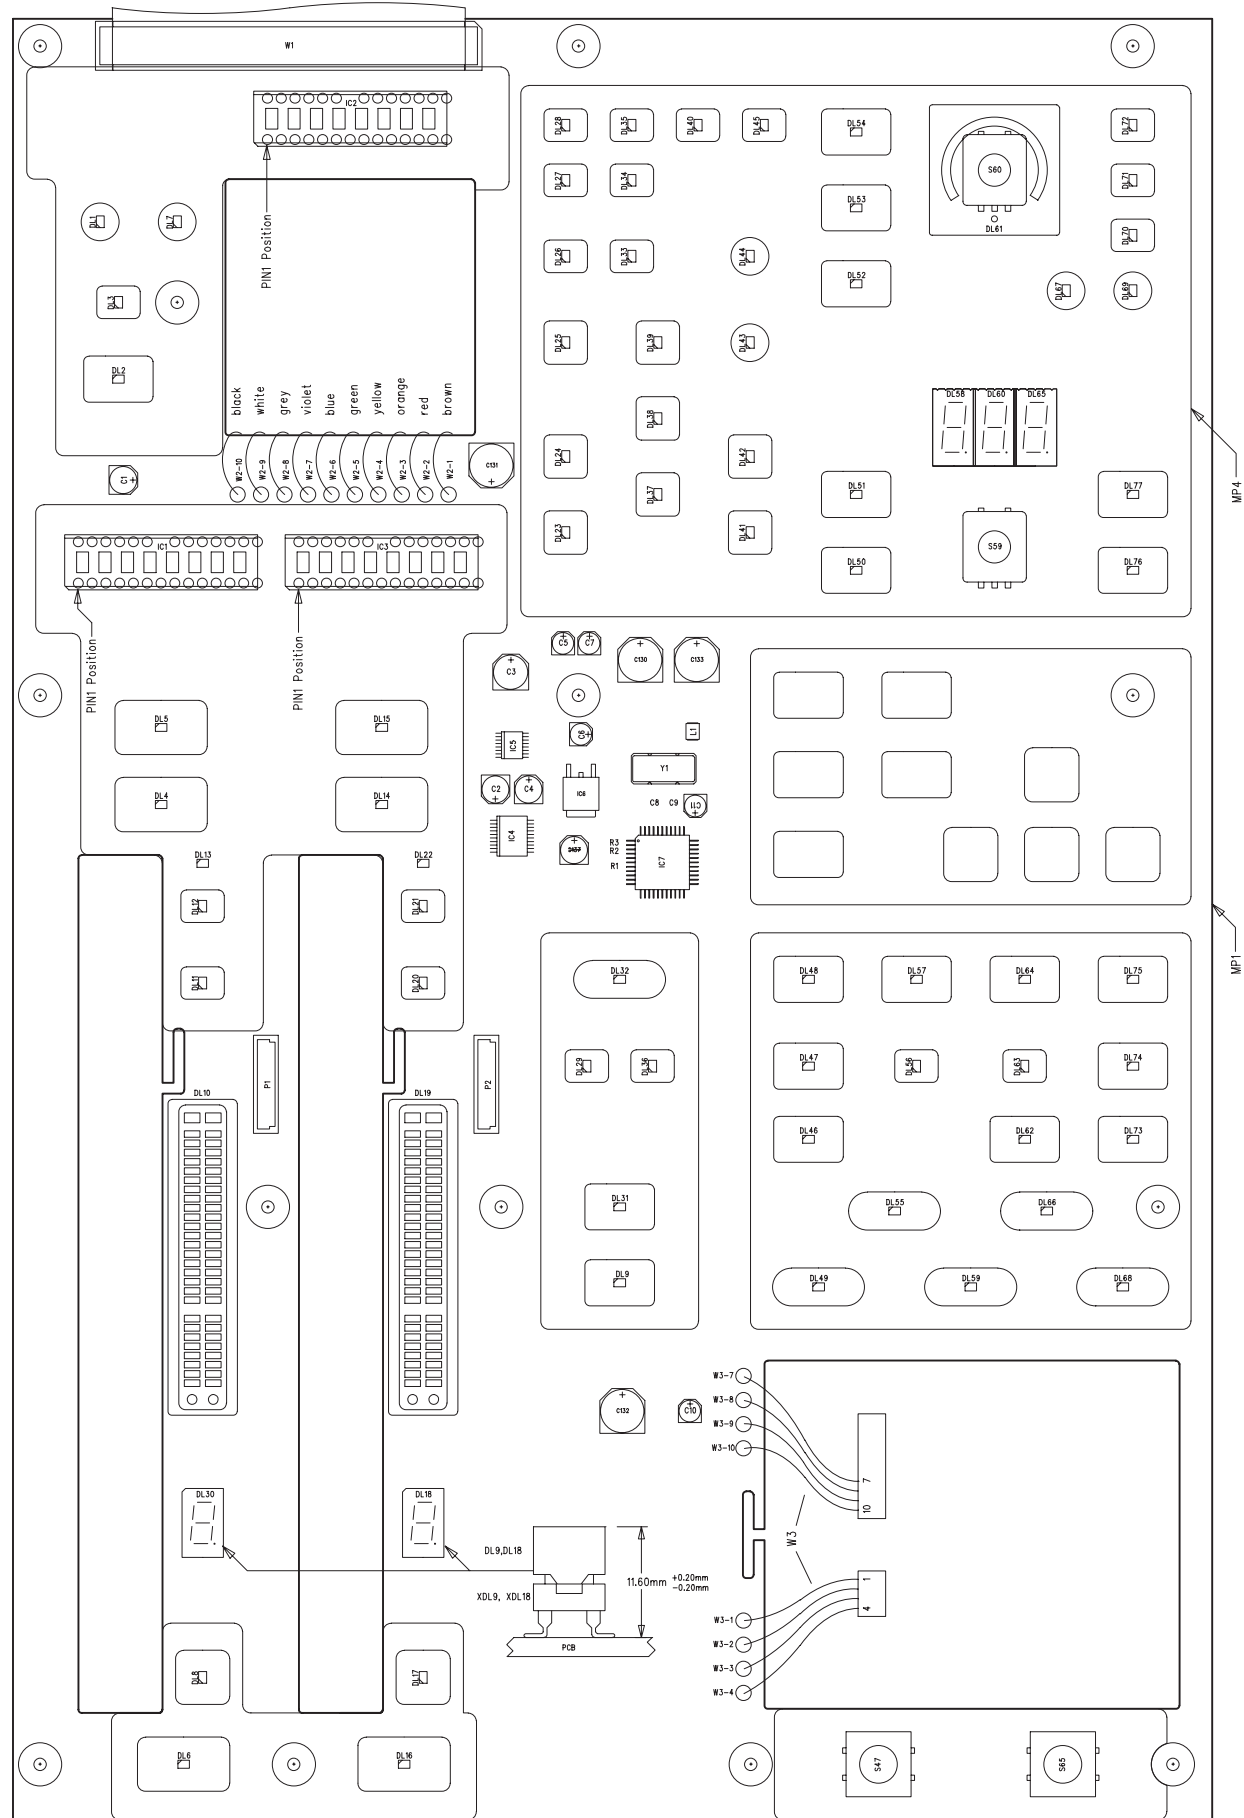 W1
IC2
DL28
DL35
DL40
DL45
DL54
S60
DL72
DL27
DL34
DL71
DL1
DL7
PIN1 Position
DL53
DL61
DL70
DL26
DL33
DL44
DL52
DL67
DL69
DL3
DL25
DL39
DL43
DL2
black
white
grey
violet
blue
green
yellow
orange
red
brown
DL58
DL60
DL65
DL38
MP4
W2-10
W2-9
W2-8
W2-7
W2-6
W2-5
W2-4
W2-3
W2-2
W2-1
C131
C1
DL24
DL42
DL37
DL51
DL77
DL23
DL41
S59
IC1
IC3
DL50
DL76
PIN1 Position
PIN1 Position
C5
C7
C130
C133
C3
DL5
DL15
C6
L1
IC5
Y1
DL4
DL14
C2
C4
IC6
C8
C9
C11
IC4
R3
R2
R1
IC7
DL13
DL22
DL12
DL21
MP1
DL11
DL20
DL32
DL48
DL57
DL64
DL75
DL29
DL36
DL47
DL56
DL63
DL74
P1
P2
DL10
DL19
DL46
DL62
DL73
DL31
DL55
DL66
DL9
DL49
DL59
DL68
W3-7
W3-8
W3-9
W3-10
C132
C10
7
10
W3
DL30
DL18
DL9,DL18
11.60mm
+0.20mm
-0.20mm
XDL9, XDL18
PCB
1
4
W3-1
W3-2
W3-3
W3-4
DL8
DL17
DL6
DL16
S47
S65